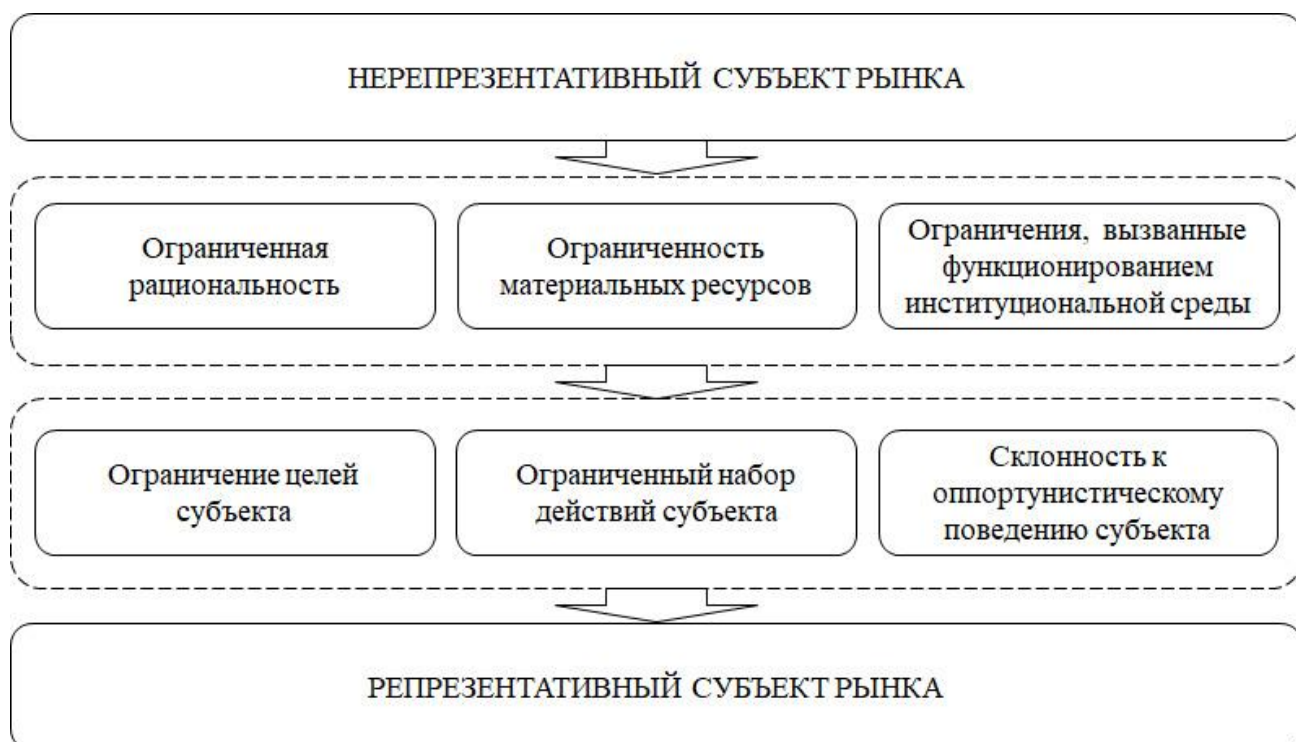 НЕРЕПРЕЗЕНТАТИВНЫЙ СУБЪЕКТ РЫНКА
Ограниченная
рациональность
Ограниченность
материальных ресурсов
Ограничения, вызванные
функционированием
институциональной среды
Ограничение целей
субъекта
Ограниченный набор
действий субъекта
Склонность к
оппортунистическому
поведению субъекта
РЕПРЕЗЕНТАТИВНЫЙ СУБЪЕКТ РЫНКА